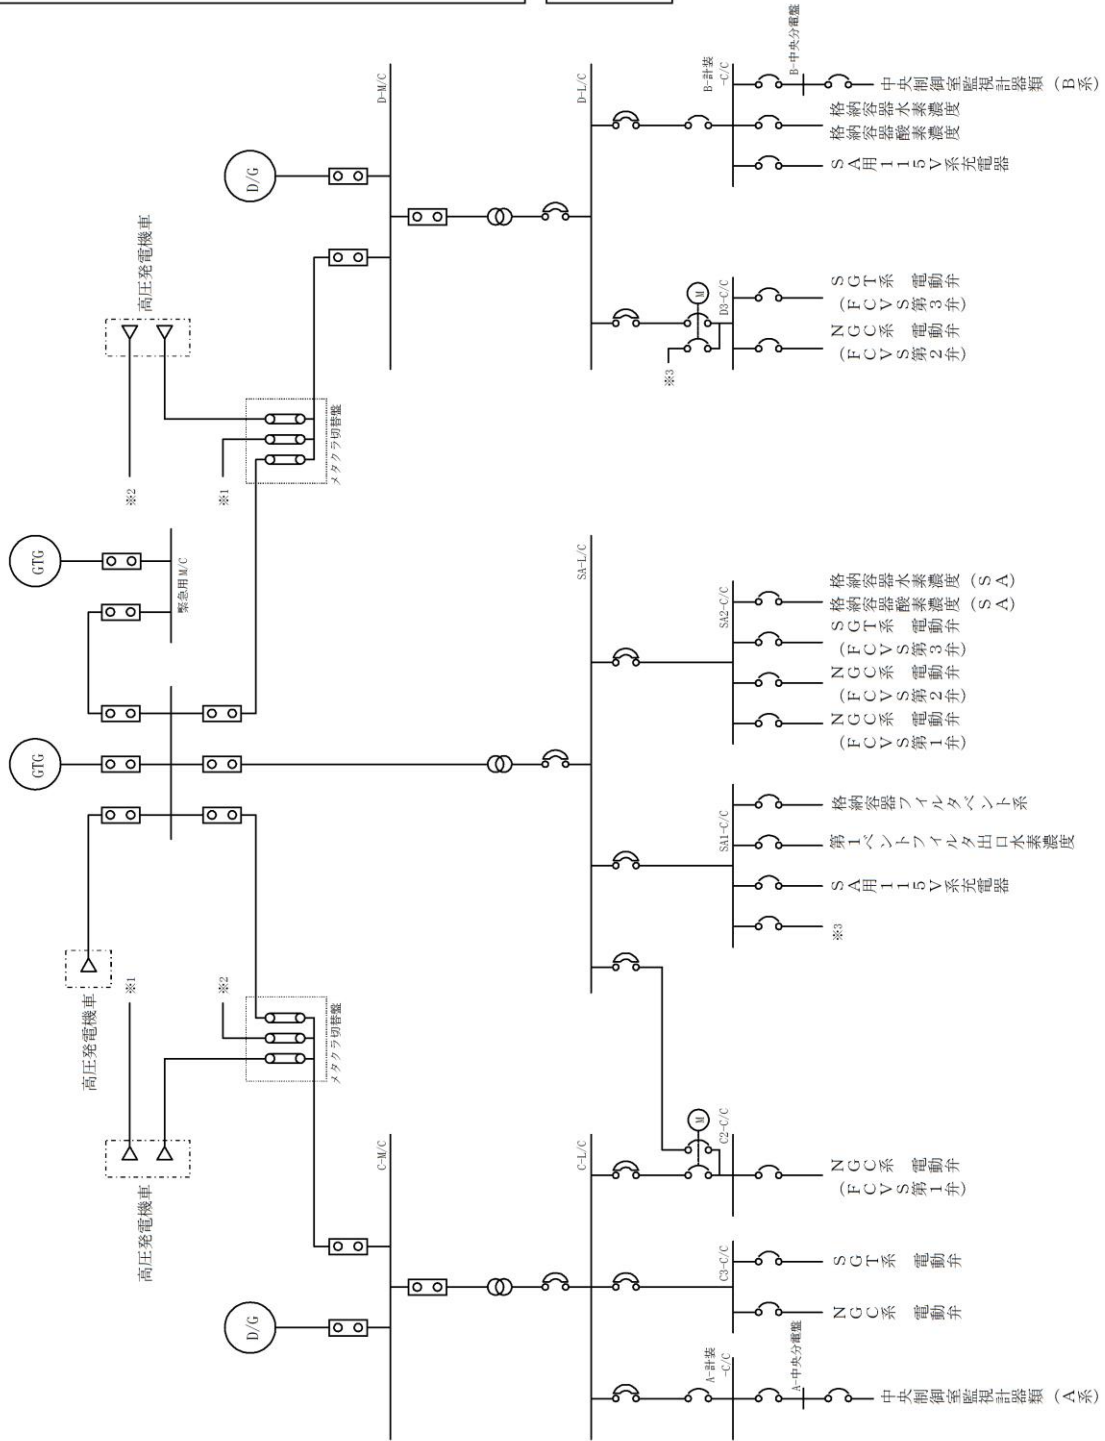 GTG
GTG
緊急用M/C
高圧発電機車
※1
※2
高圧発電機車
メタクラ切替盤
高圧発電機車
※2
※1
メタクラ切替盤
D/G
D/G
C-M/C
D-M/C
C-L/C
SA-L/C
D-L/C
A-計装
-C/C
C3-C/C
M
C2-C/C
SA1-C/C
SA2-C/C
※3
M
D3-C/C
B-計装
-C/C
A-中央分電盤
中央制御室監視計器類(A系)
NGC系 電動弁
SGT系 電動弁
NGC系 電動弁
(FCVS第1弁)
※3
SA用115V系充電器
第1ベントフィルタ出口水素濃度
格納容器フィルタベント系
NGC系 電動弁
(FCVS第1弁)
NGC系 電動弁
(FCVS第2弁)
SGT系 電動弁
(FCVS第3弁)
格納容器水素濃度(SA)
格納容器酸素濃度(SA)
NGC系 電動弁
(FCVS第2弁)
SGT系 電動弁
(FCVS第3弁)
SA用115V系充電器
格納容器水素濃度
格納容器酸素濃度
B-中央分電盤
中央制御室監視計器類(B系)